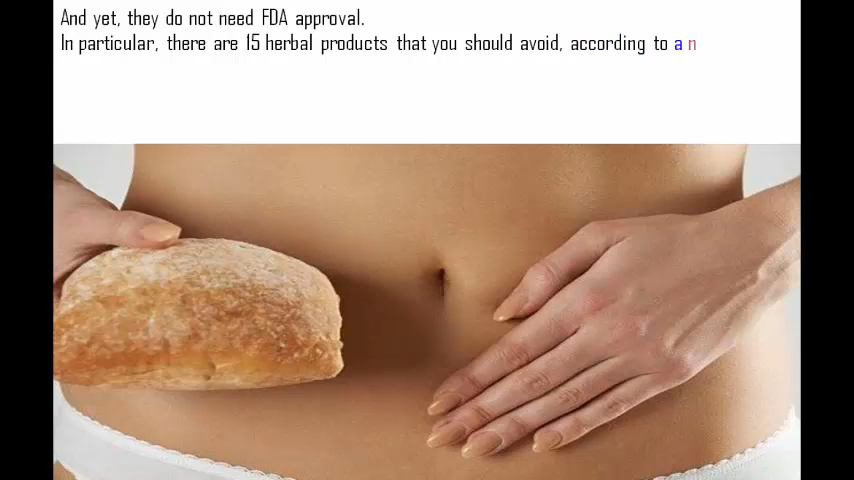 And yet, they do not need FDA approval.
In particular, there are 15 herbal products that you should avoid, according to a n